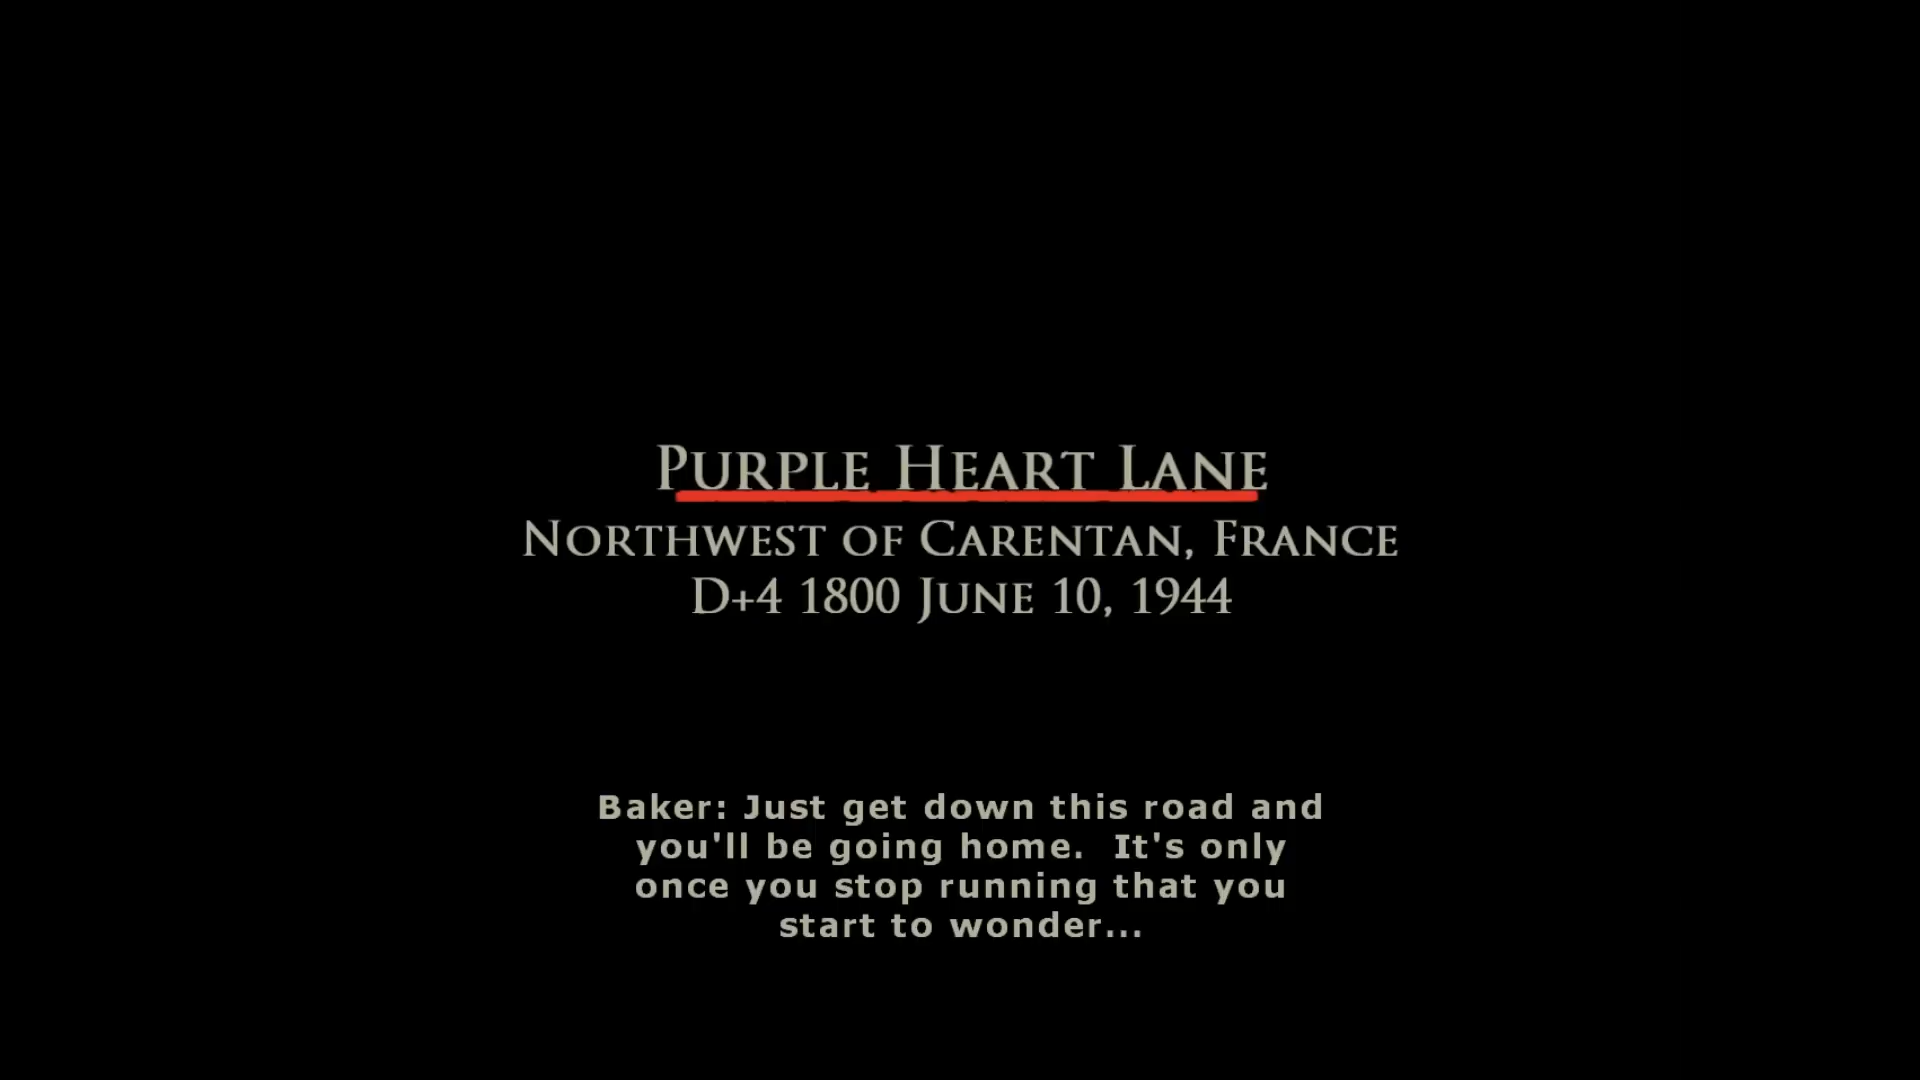 Purple Heart Lane
Northwest of Carentan, France
D+4 1800 June 10, 1944
Baker: Just get down this road and
you'll be going home.  It's only
once you stop running that you
start to wonder...